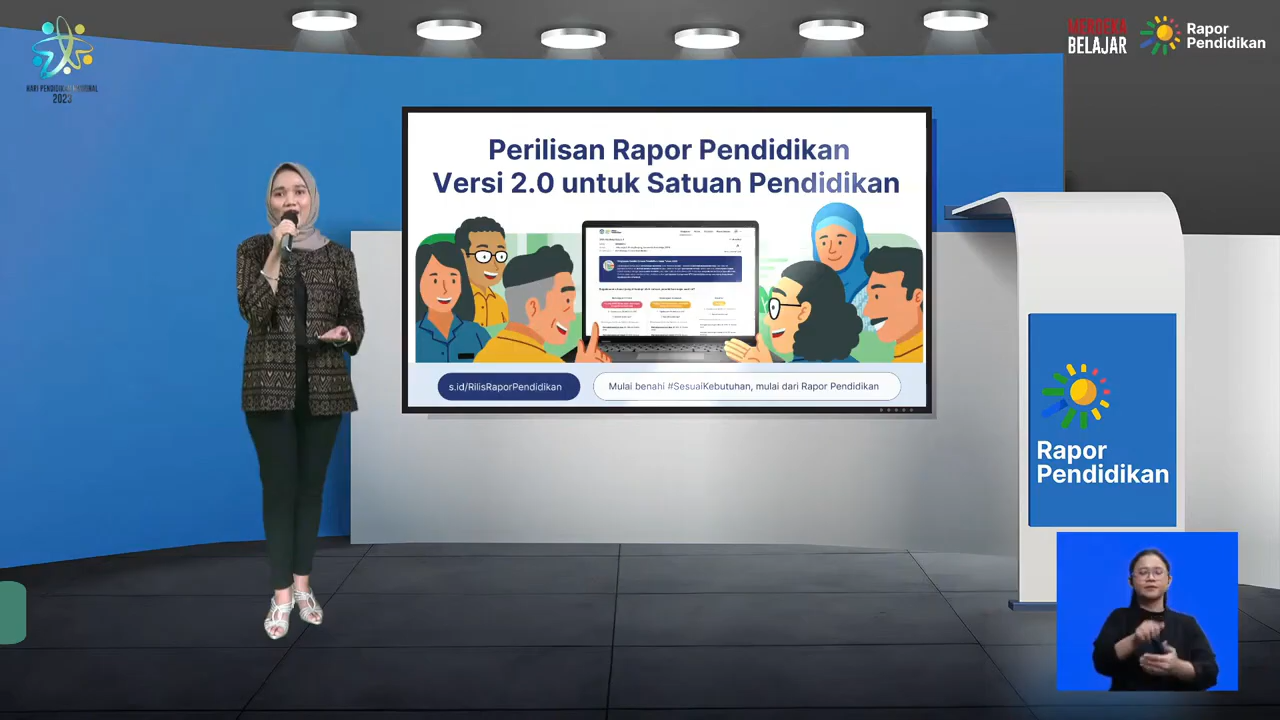 HARI PENDIDIKAN NASIONAL
2023
MERDEKA
BELAJAR
Rapor
Pendidikan
Perilisan Rapor Pendidikan
Versi 2.0 untuk Satuan Pendidikan
s.id/RilisRaporPendidikan
Mulai benahi #SesuaiKebutuhan, mulai dari Rapor Pendidikan
Rapor
Pendidikan